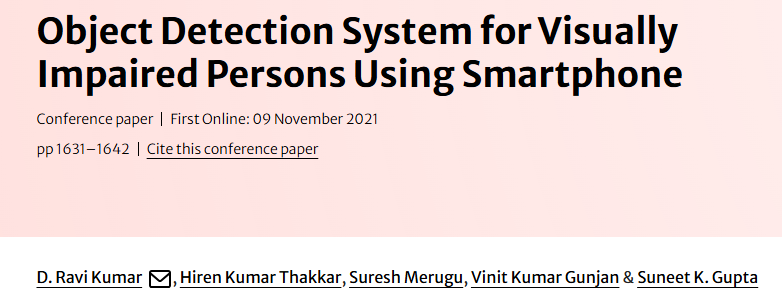 Object Detection System for Visually
Impaired Persons Using Smartphone
Conference paper | First Online: 09 November 2021
pp 1631–1642 | Cite this conference paper
D. Ravi Kumar, Hiren Kumar Thakkar, Suresh Merugu, Vinit Kumar Gunjan & Suneet K. Gupta